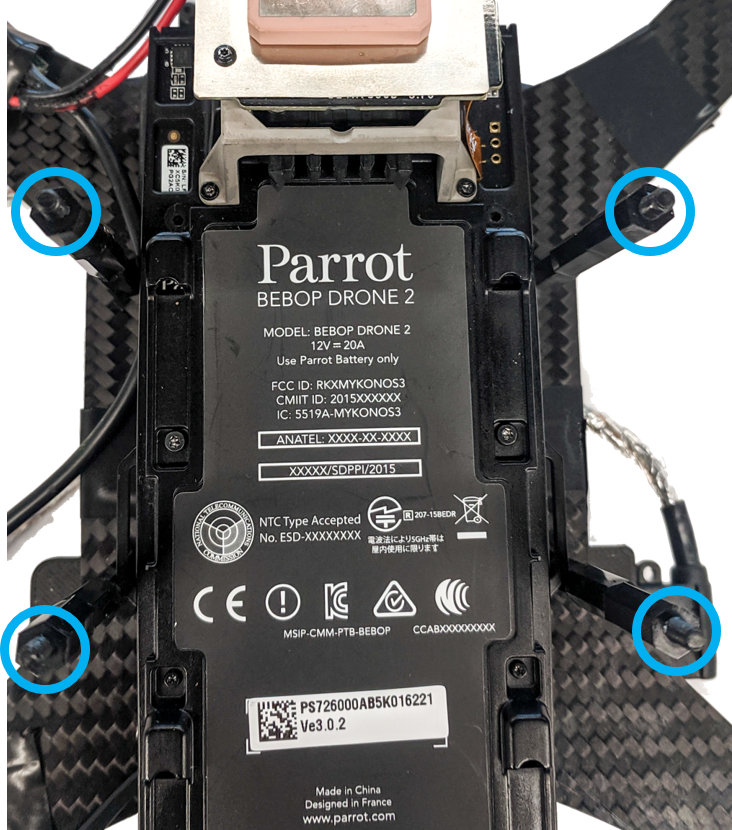 Parrot
BEBOP DRONE 2
MODEL: BEBOP DRONE 2
12V⎓20A
Use Parrot Battery only
FCC ID: RKXMYKONOS3
CMIIT ID: 2015XXXXXX
IC: 5519A-MYKONOS3
ANATEL: XXXX-XX-XXXX
XXXXX/SDPPI/2015
NATIONAL TELECOMMUNICATIONS COMMISSION
NTC Type Accepted
No. ESD-XXXXXXXX
R 207-15BEDR
電波法により5GHz帯は
屋内使用に限ります
CE
MSIP-CMM-PTB-BEBOP
CCABXXXXXXXXX
PS726000AB5K016221
Ve3.0.2
Made in China
Designed in France
www.parrot.com